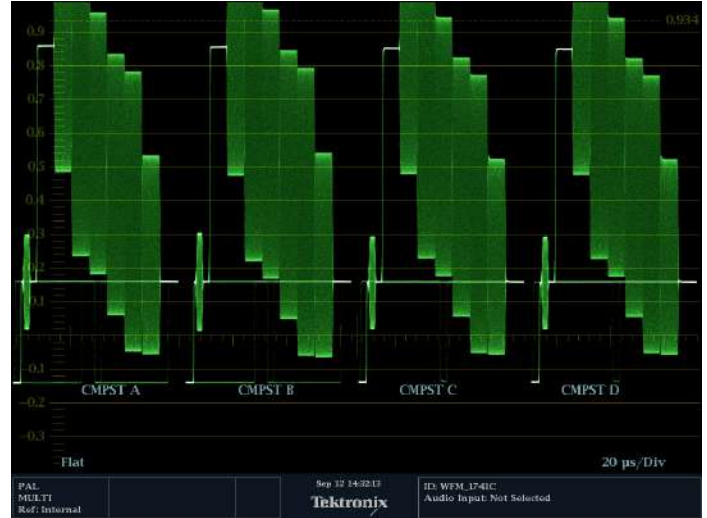 0.9
0.934
0.8
0.7
0.6
0.5
0.4
0.3
0.2
0.1
0.1
CMPST A
CMPST B
CMPST C
CMPST D
-0.2
-0.3
Flat
20 µs/Div
PAL
MULTI
Ref: Internal
Sep 12 14:32:13
Tektronix
ID: WFM_1741C
Audio Input: Not Selected